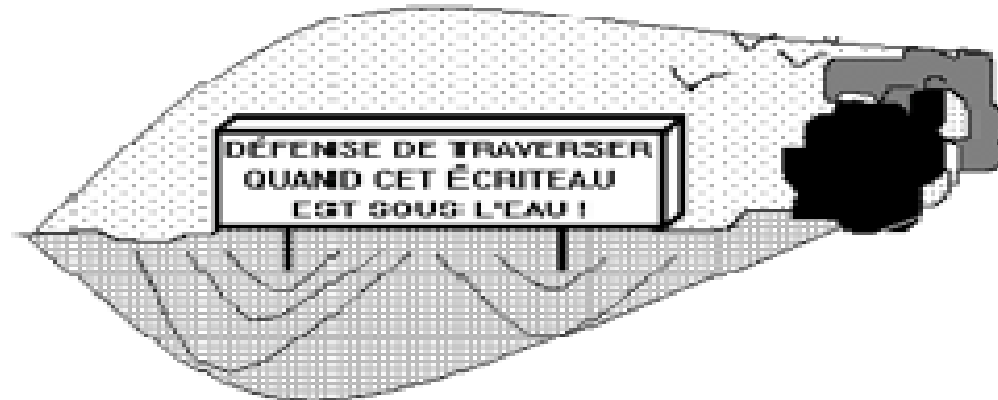 DÉFENSE DE TRAVERSER
QUAND CET ÉCRITEAU
EST SOUS L'EAU !